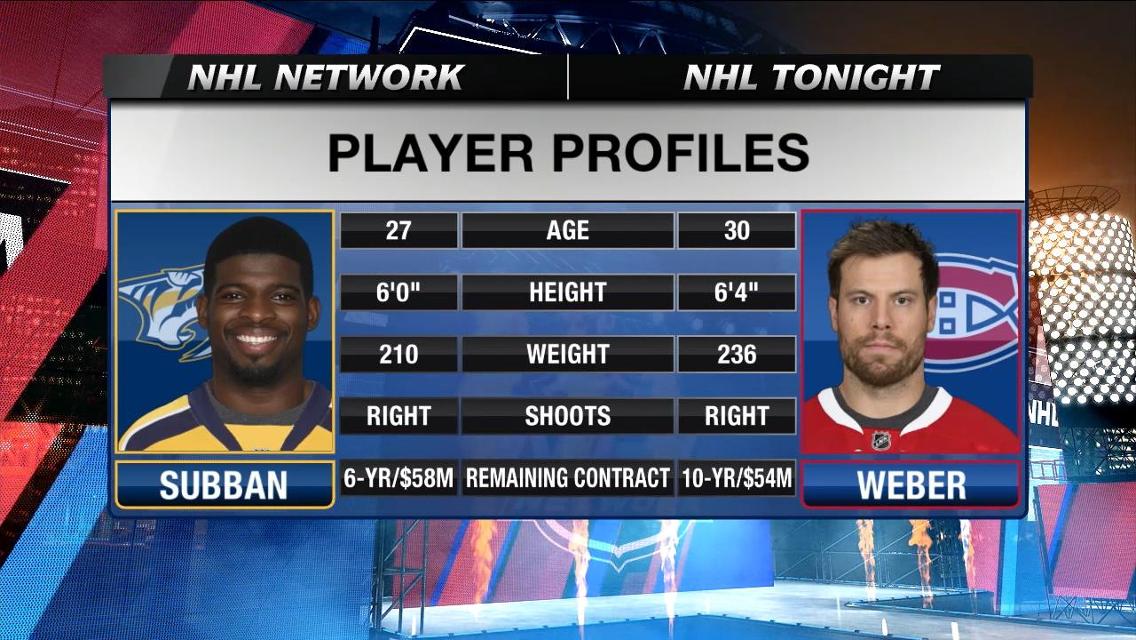 NHL NETWORK
NHL TONIGHT
PLAYER PROFILES
27 AGE 30
6'0" HEIGHT 6'4"
210 WEIGHT 236
RIGHT SHOOTS RIGHT
6-YR/$58M REMAINING CONTRACT 10-YR/$54M
SUBBAN
WEBER
NHL